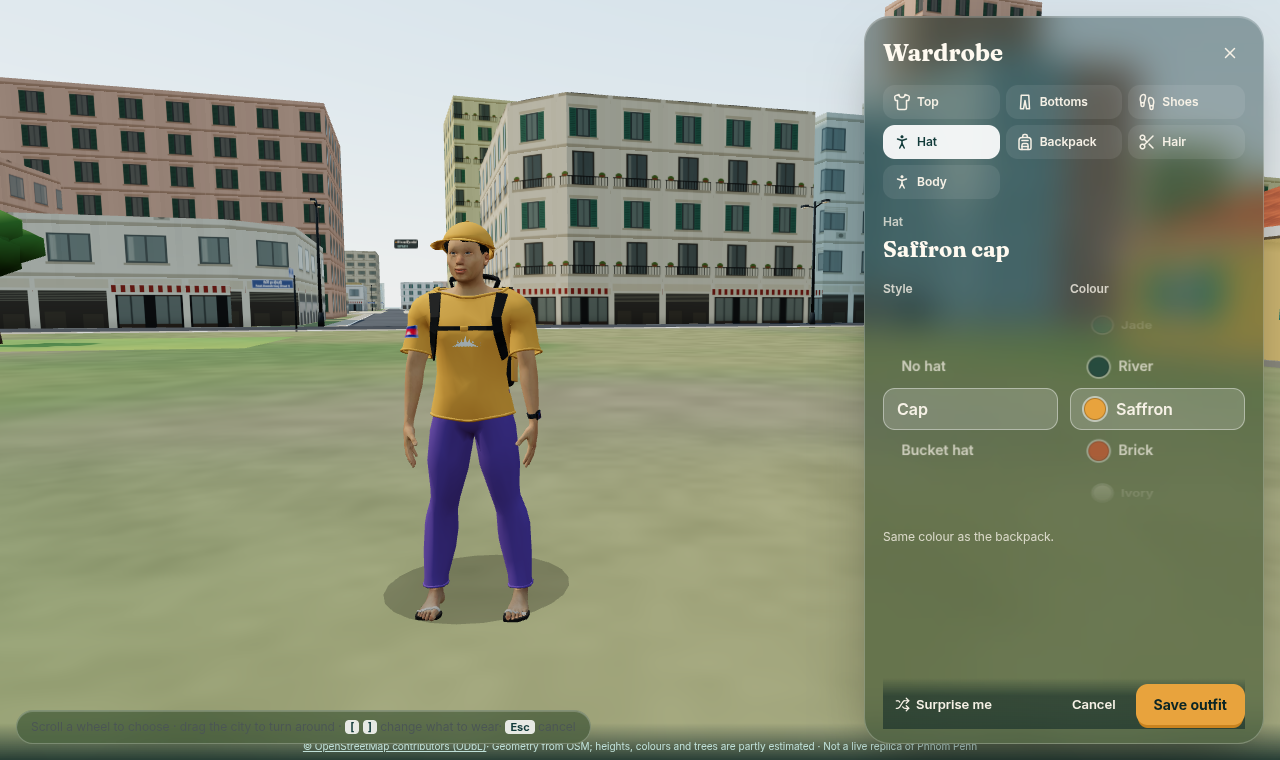 Wardrobe
Top
Bottoms
Shoes
Hat
Backpack
Hair
Body
Hat
Saffron cap
Style
Colour
Jade
No hat
River
Cap
Saffron
Bucket hat
Brick
Ivory
Same colour as the backpack.
Surprise me
Cancel
Save outfit
Scroll a wheel to choose · drag the city to turn around · [ ] change what to wear · Esc cancel
© OpenStreetMap contributors (ODbL)· Geometry from OSM; heights, colours and trees are partly estimated · Not a live replica of Phnom Penh